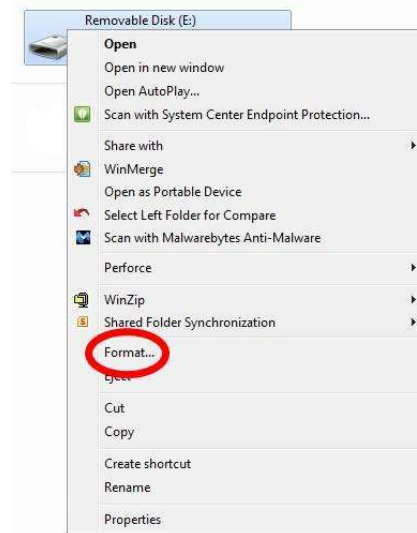 Removable Disk (E:)
Open
Open in new window
Open AutoPlay...
Scan with System Center Endpoint Protection...
Share with
WinMerge
Open as Portable Device
Select Left Folder for Compare
Scan with Malwarebytes Anti-Malware
Perforce
WinZip
Shared Folder Synchronization
Format...
Eject
Cut
Copy
Create shortcut
Rename
Properties